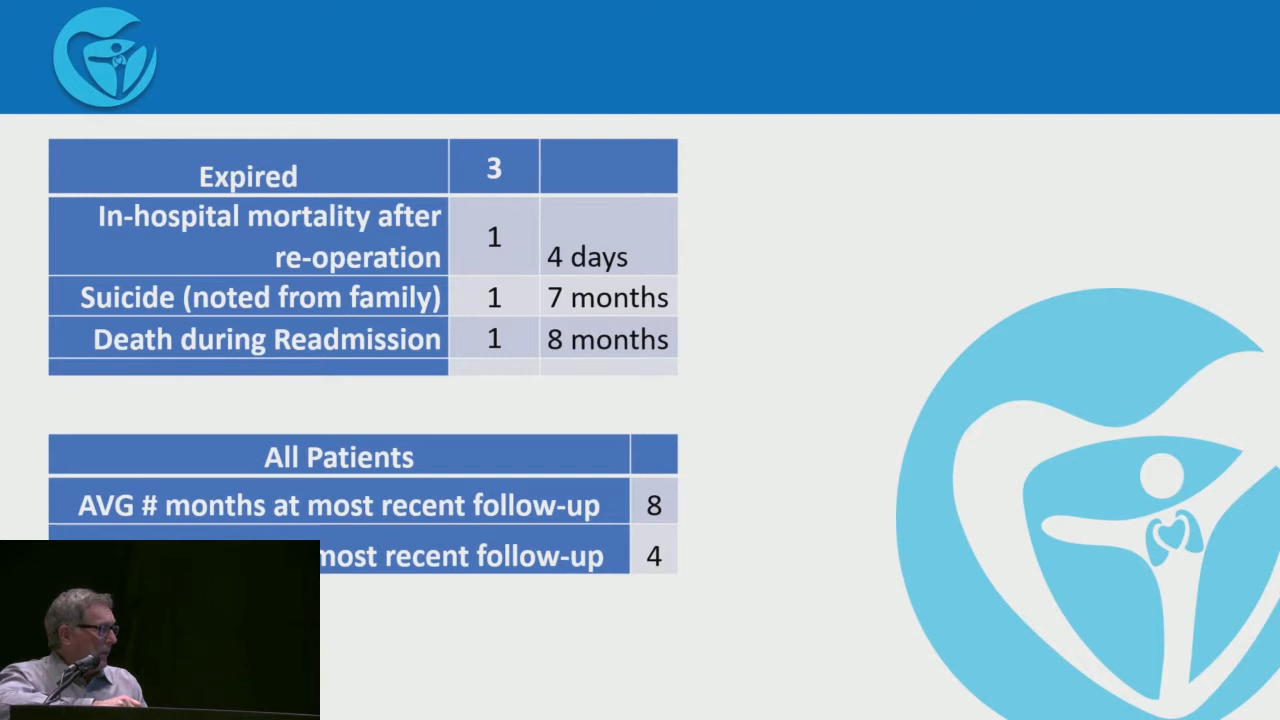 Expired 3
In-hospital mortality after
re-operation 1 4 days
Suicide (noted from family) 1 7 months
Death during Readmission 1 8 months
All Patients
AVG # months at most recent follow-up 8
most recent follow-up 4